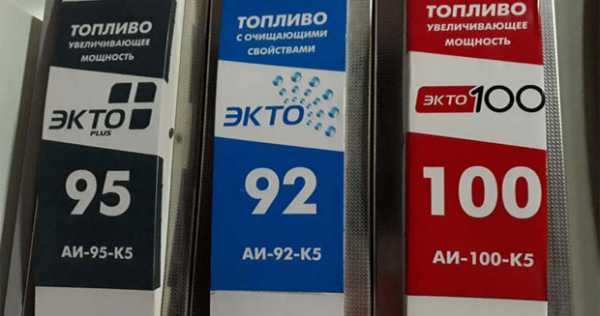 ТОПЛИВО
УВЕЛИЧИВАЮЩЕЕ
МОЩНОСТЬ
ЭКТО
PLUS
95
АИ-95-К5
ТОПЛИВО
С ОЧИЩАЮЩИМИ
СВОЙСТВАМИ
ЭКТО
92
АИ-92-К5
ТОПЛИВО
УВЕЛИЧИВАЮЩЕЕ
МОЩНОСТЬ
ЭКТО100
100
АИ-100-К5